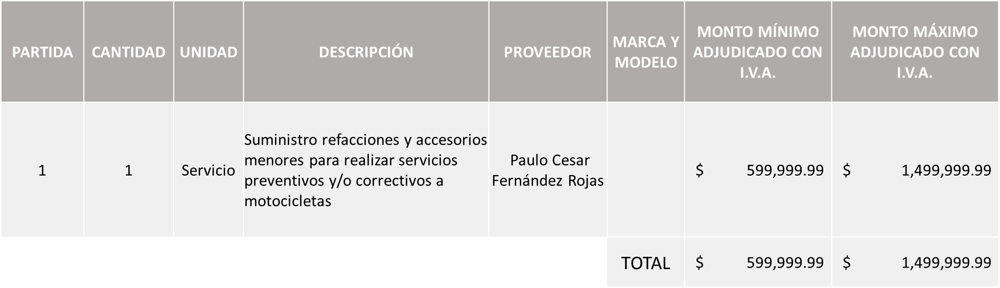 PARTIDA CANTIDAD UNIDAD DESCRIPCIÓN PROVEEDOR MARCA Y MODELO MONTO MÍNIMO ADJUDICADO CON I.V.A. MONTO MÁXIMO ADJUDICADO CON I.V.A.
1 1 Servicio
Suministro refacciones y accesorios
menores para realizar servicios
preventivos y/o correctivos a
motocicletas
Paulo Cesar
Fernández Rojas
$ 599,999.99 $ 1,499,999.99
TOTAL $ 599,999.99 $ 1,499,999.99